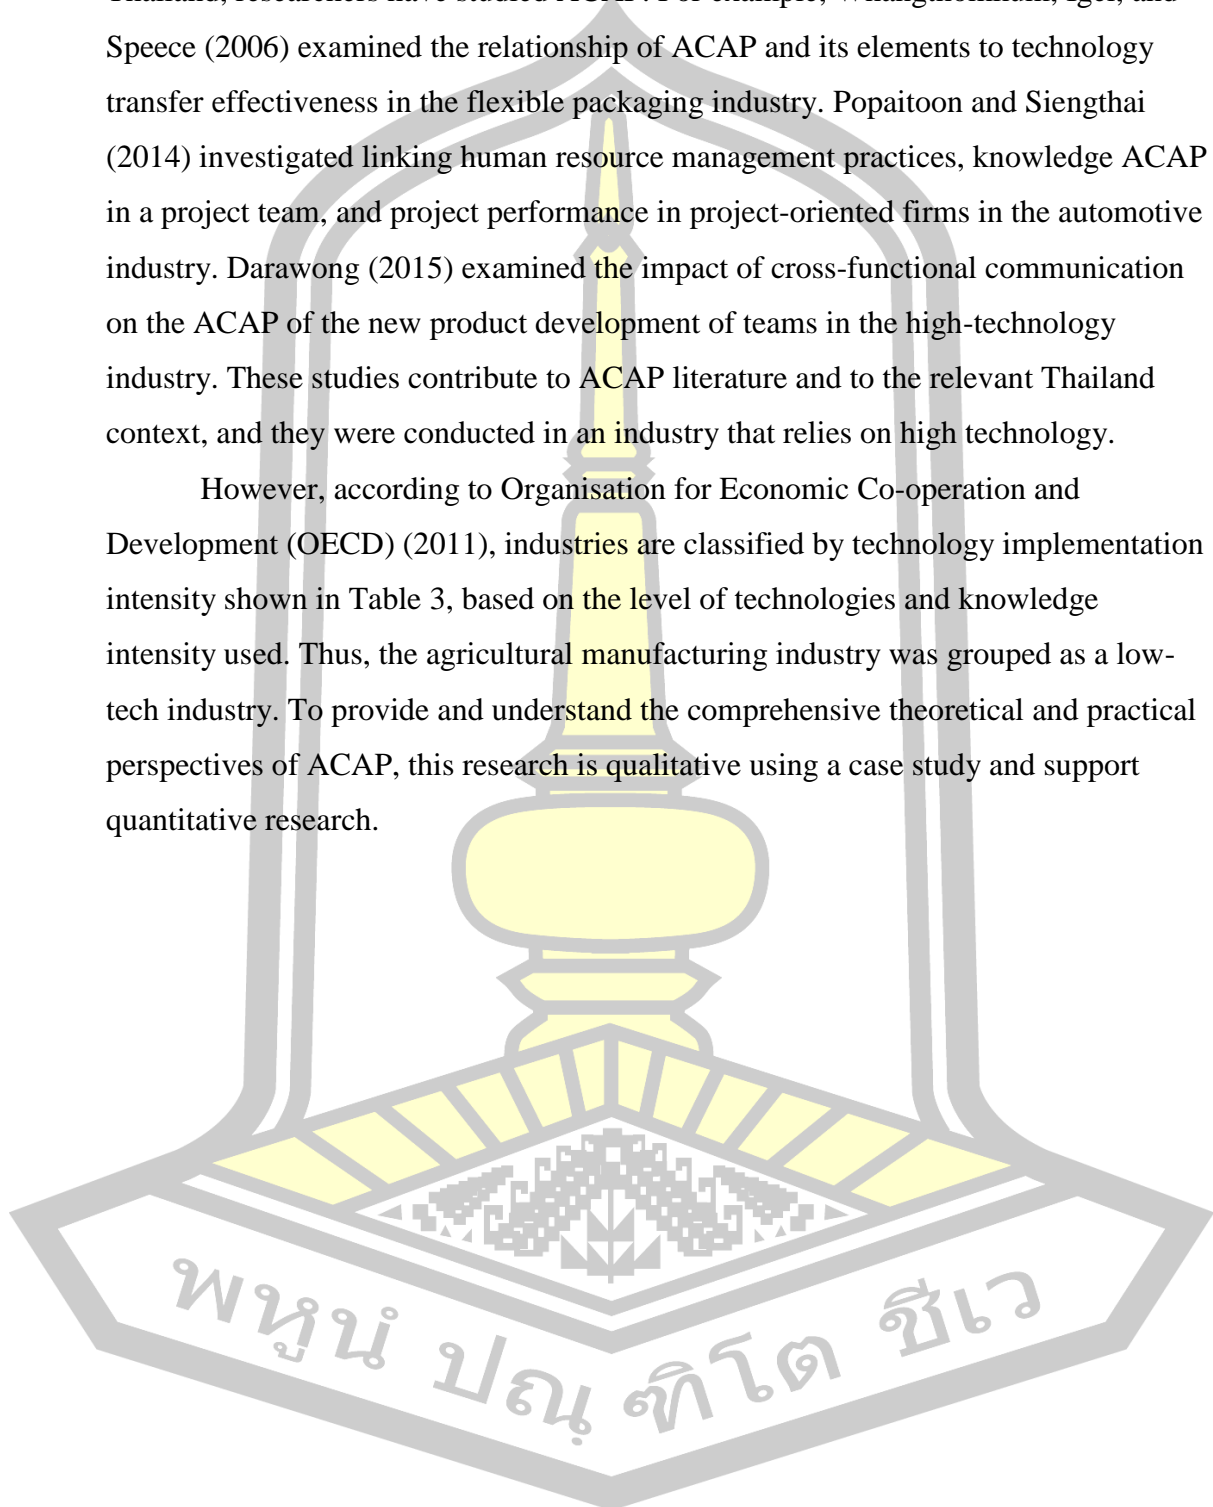 Speece (2006) examined the relationship of ACAP and its elements to technology
transfer effectiveness in the flexible packaging industry. Popaitoon and Siengthai
(2014) investigated linking human resource management practices, knowledge ACAP
in a project team, and project performance in project-oriented firms in the automotive
industry. Darawong (2015) examined the impact of cross-functional communication
on the ACAP of the new product development of teams in the high-technology
industry. These studies contribute to ACAP literature and to the relevant Thailand
context, and they were conducted in an industry that relies on high technology.
However, according to Organisation for Economic Co-operation and
Development (OECD) (2011), industries are classified by technology implementation
intensity shown in Table 3, based on the level of technologies and knowledge
intensity used. Thus, the agricultural manufacturing industry was grouped as a low-
tech industry. To provide and understand the comprehensive theoretical and practical
perspectives of ACAP, this research is qualitative using a case study and support
quantitative research.
พหูนํ ปณฺฑิโต ชีเว